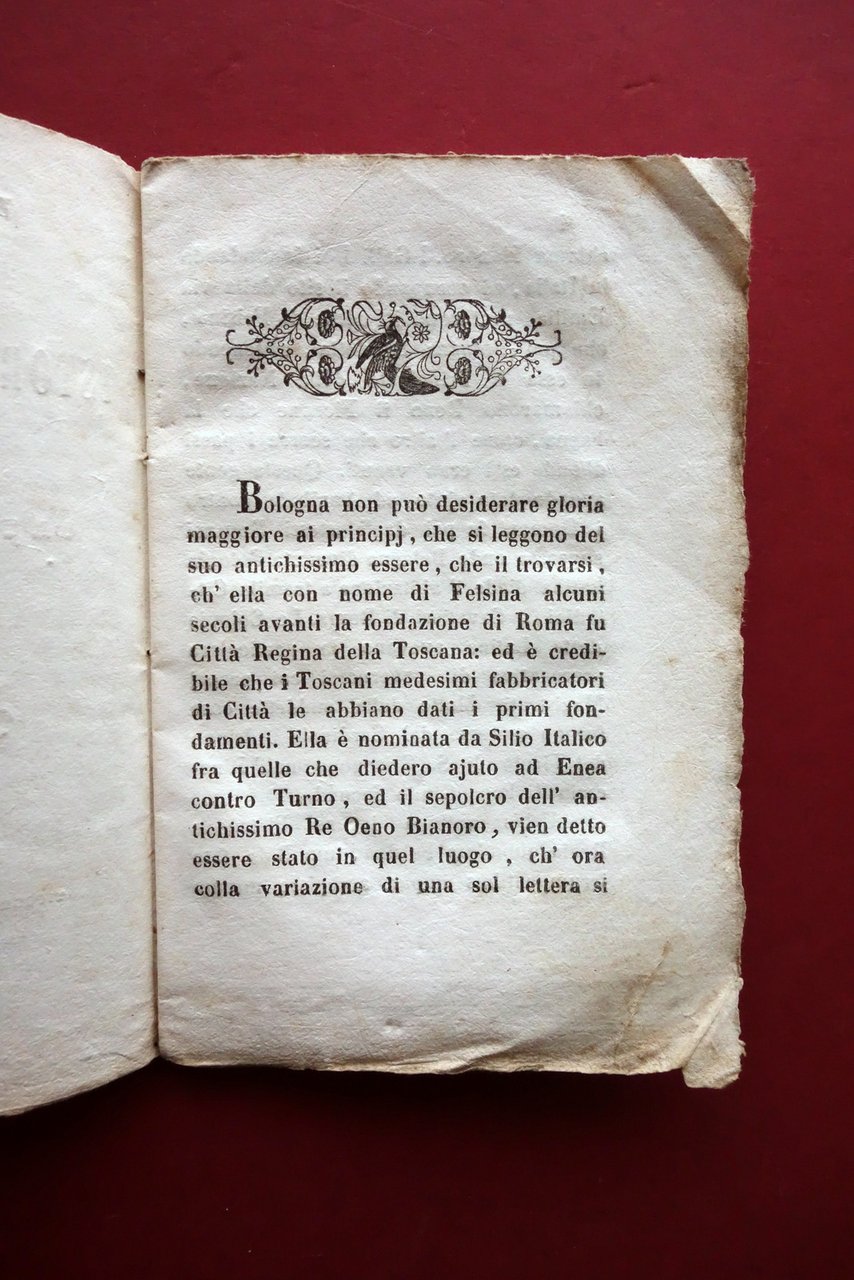 Bologna non può desiderare gloria
maggiore ai principj, che si leggono del
suo antichissimo essere, che il trovarsi,
ch' ella con nome di Felsina alcuni
secoli avanti la fondazione di Roma fu
Città Regina della Toscana: ed è credi-
bile che i Toscani medesimi fabbricatori
di Città le abbiano dati i primi fon-
damenti. Ella è nominata da Silio Italico
fra quelle che diedero ajuto ad Enea
contro Turno, ed il sepolcro dell' an-
tichissimo Re Oeno Bianoro, vien detto
essere stato in quel luogo, ch' ora
colla variazione di una sol lettera si